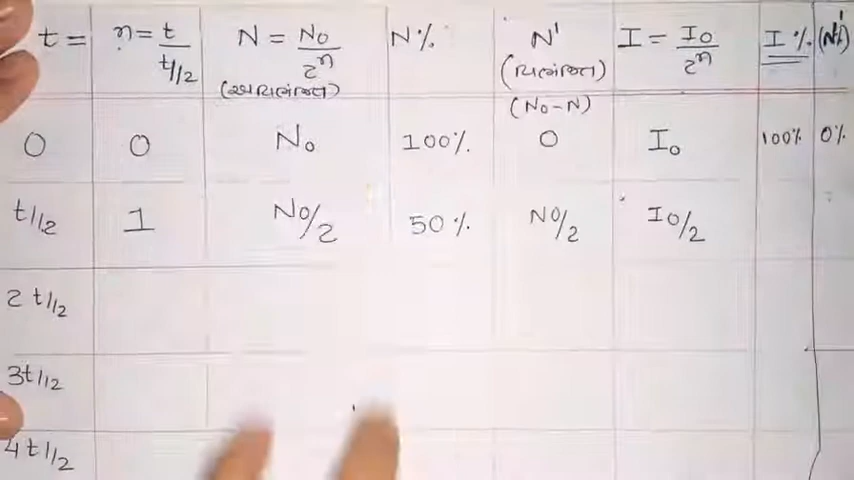 t = n = t/t1/2 N = N0/2^n N% N' I = I0/2^n I % (N')
(અવિભંજીત) (વિભંજીત)
(N0-N)
0 0 N0 100% 0 I0 100% 0%
t1/2 1 N0/2 50% N0/2 I0/2
2 t1/2
3t1/2
4 t1/2